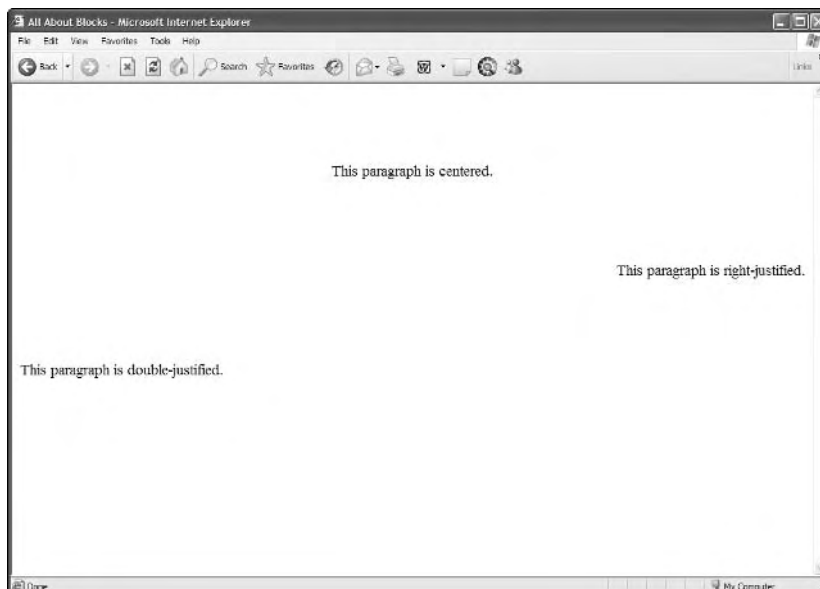 All About Blocks - Microsoft Internet Explorer
File Edit View Favorites Tools Help
Back Search Favorites Links
This paragraph is centered.
This paragraph is right-justified.
This paragraph is double-justified.
Done My Computer